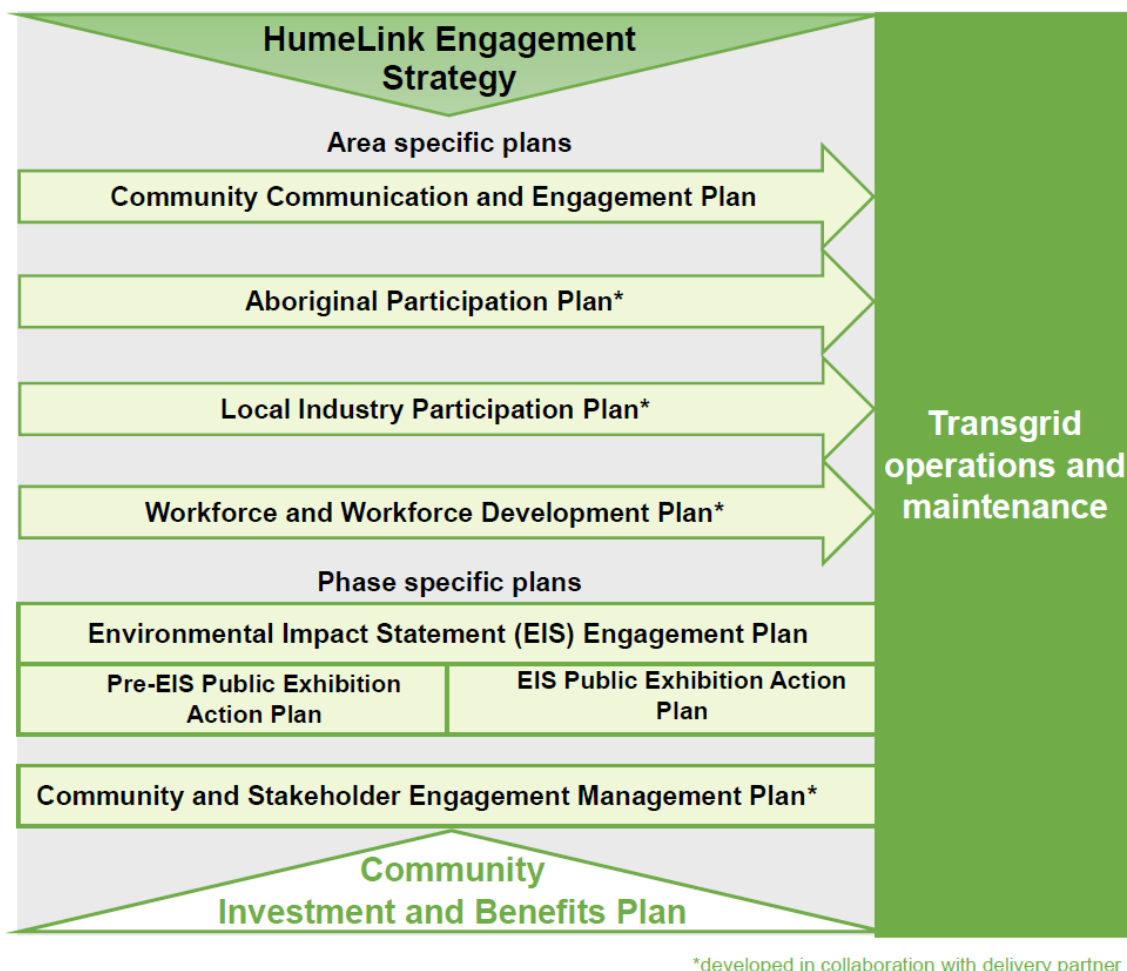 HumeLink Engagement
Strategy
Area specific plans
Community Communication and Engagement Plan
Aboriginal Participation Plan*
Local Industry Participation Plan*
Workforce and Workforce Development Plan*
Phase specific plans
Environmental Impact Statement (EIS) Engagement Plan
Pre-EIS Public Exhibition
Action Plan
EIS Public Exhibition Action
Plan
Community and Stakeholder Engagement Management Plan*
Community
Investment and Benefits Plan
Transgrid
operations and
maintenance
*developed in collaboration with delivery partner